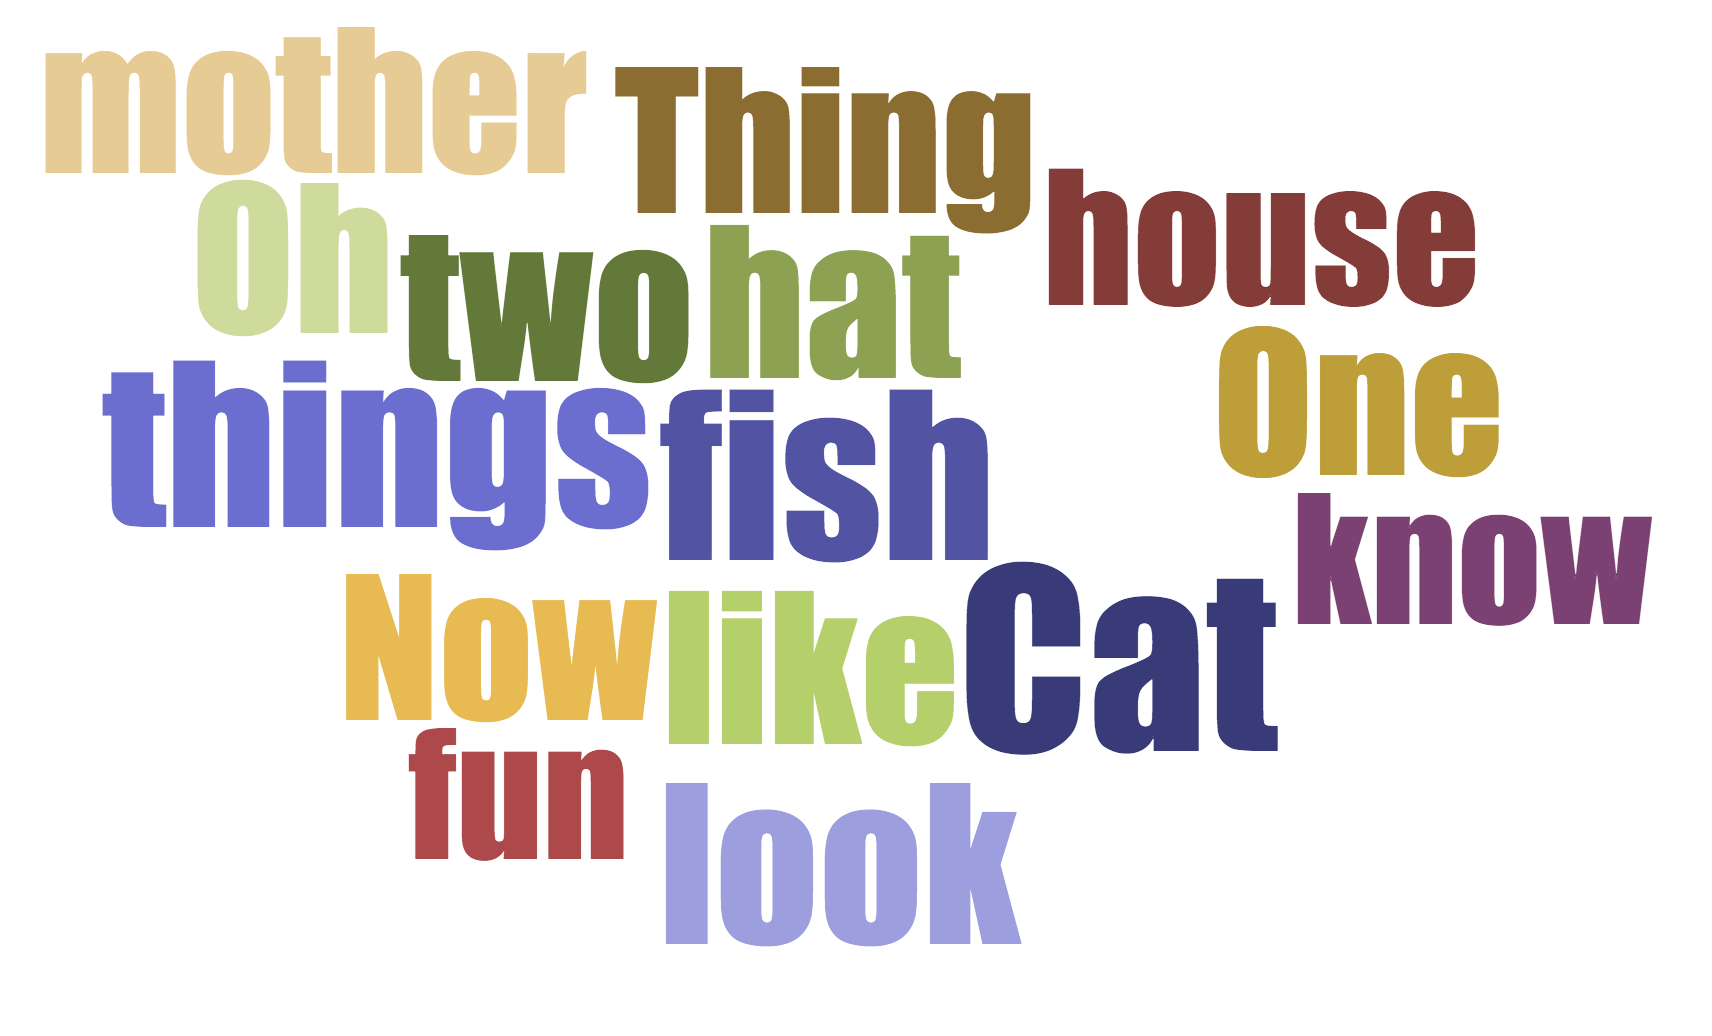 mother
Thing
house
Oh
two
hat
One
things
fish
know
Now
like
Cat
fun
look